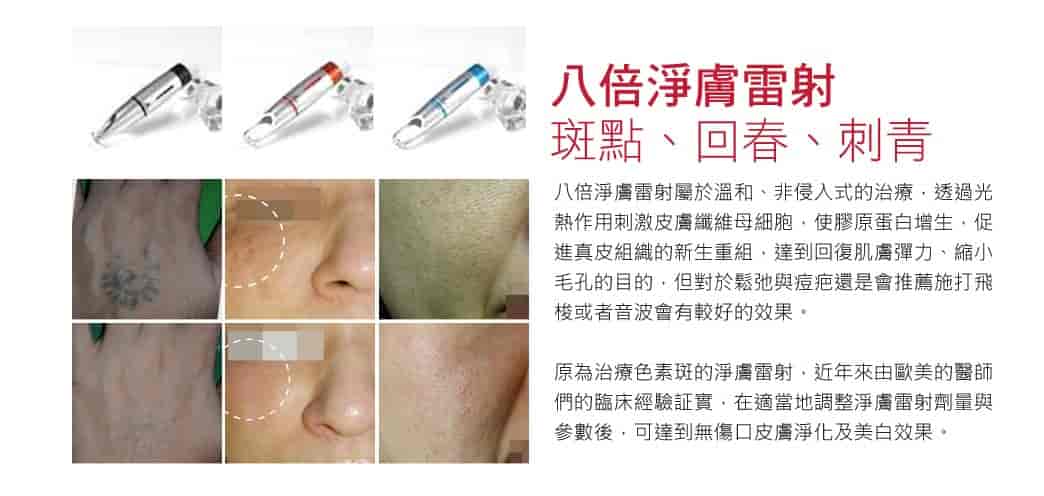 八倍淨膚雷射
斑點、回春、刺青
八倍淨膚雷射屬於溫和、非侵入式的治療，透過光
熱作用刺激皮膚纖維母細胞，使膠原蛋白增生，促
進真皮組織的新生重組，達到回復肌膚彈力、縮小
毛孔的目的，但對於鬆弛與痘疤還是會推薦施打飛
梭或者音波會有較好的效果。
原為治療色素斑的淨膚雷射，近年來由歐美的醫師
們的臨床經驗証實，在適當地調整淨膚雷射劑量與
參數後，可達到無傷口皮膚淨化及美白效果。